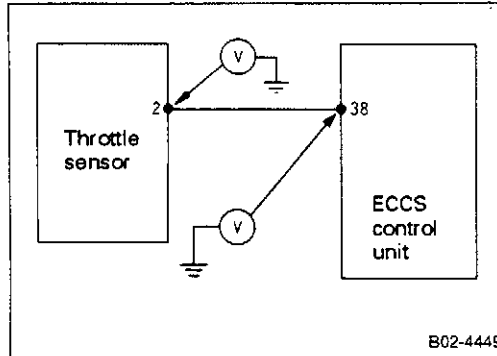 V
2
38
Throttle
sensor
V
ECCS
control
unit
B02-4449